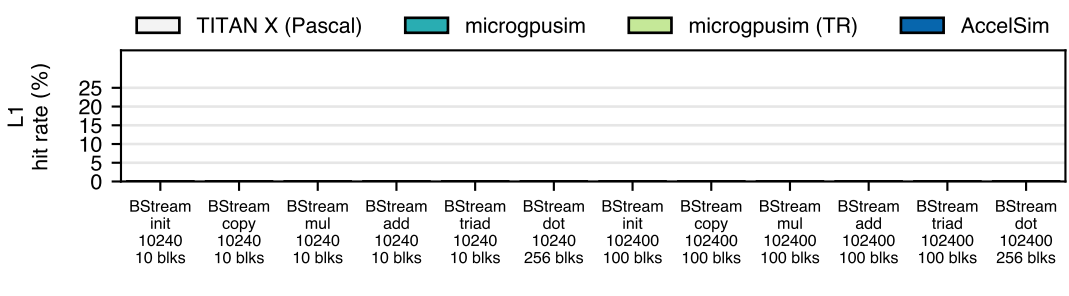 TITAN X (Pascal) microgpusim microgpusim (TR) AccelSim
L1
hit rate (%)
25
20
15
10
5
0
BStream BStream BStream BStream BStream BStream BStream BStream BStream BStream BStream BStream
init copy mul add triad dot init copy mul add triad dot
10240 10240 10240 10240 10240 10240 102400 102400 102400 102400 102400 102400
10 blks 10 blks 10 blks 10 blks 10 blks 256 blks 100 blks 100 blks 100 blks 100 blks 100 blks 256 blks